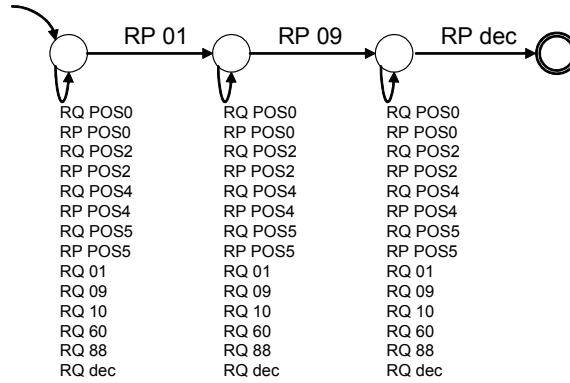 RP 01 RP 09 RP dec
RQ POS0 RQ POS0 RQ POS0
RP POS0 RP POS0 RP POS0
RQ POS2 RQ POS2 RQ POS2
RP POS2 RP POS2 RP POS2
RQ POS4 RQ POS4 RQ POS4
RP POS4 RP POS4 RP POS4
RQ POS5 RQ POS5 RQ POS5
RP POS5 RP POS5 RP POS5
RQ 01 RQ 01 RQ 01
RQ 09 RQ 09 RQ 09
RQ 10 RQ 10 RQ 10
RQ 60 RQ 60 RQ 60
RQ 88 RQ 88 RQ 88
RQ dec RQ dec RQ dec